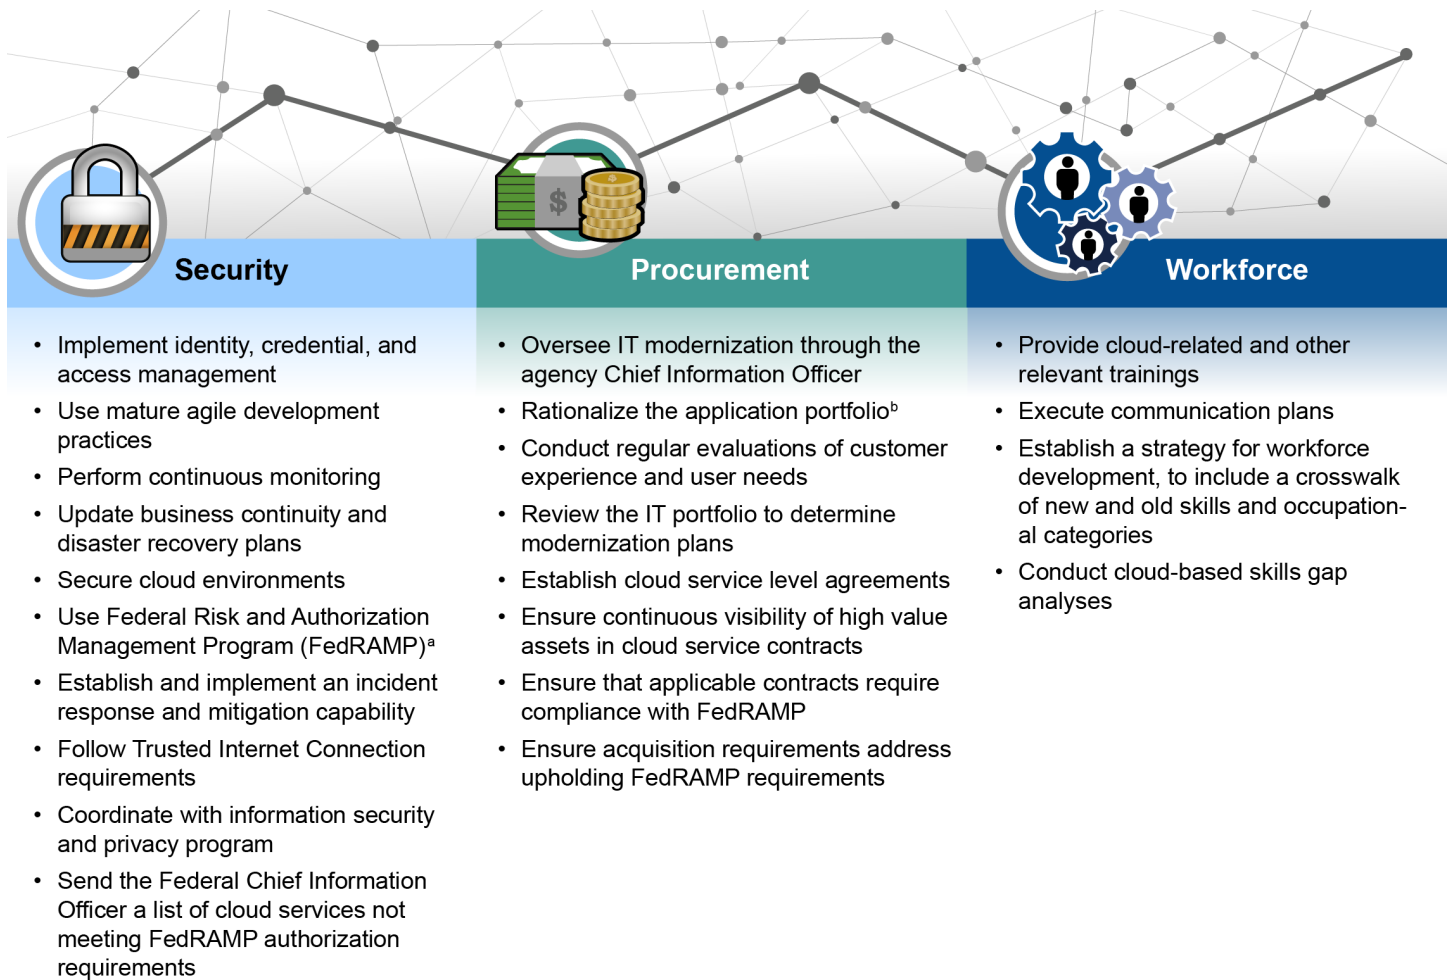 Security
• Implement identity, credential, and
access management
• Use mature agile development
practices
• Perform continuous monitoring
• Update business continuity and
disaster recovery plans
• Secure cloud environments
• Use Federal Risk and Authorization
Management Program (FedRAMP)ᵃ
• Establish and implement an incident
response and mitigation capability
• Follow Trusted Internet Connection
requirements
• Coordinate with information security
and privacy program
• Send the Federal Chief Information
Officer a list of cloud services not
meeting FedRAMP authorization
requirements
$
$
Procurement
• Oversee IT modernization through the
agency Chief Information Officer
• Rationalize the application portfolioᵇ
• Conduct regular evaluations of customer
experience and user needs
• Review the IT portfolio to determine
modernization plans
• Establish cloud service level agreements
• Ensure continuous visibility of high value
assets in cloud service contracts
• Ensure that applicable contracts require
compliance with FedRAMP
• Ensure acquisition requirements address
upholding FedRAMP requirements
Workforce
• Provide cloud-related and other
relevant trainings
• Execute communication plans
• Establish a strategy for workforce
development, to include a crosswalk
of new and old skills and occupation-
al categories
• Conduct cloud-based skills gap
analyses